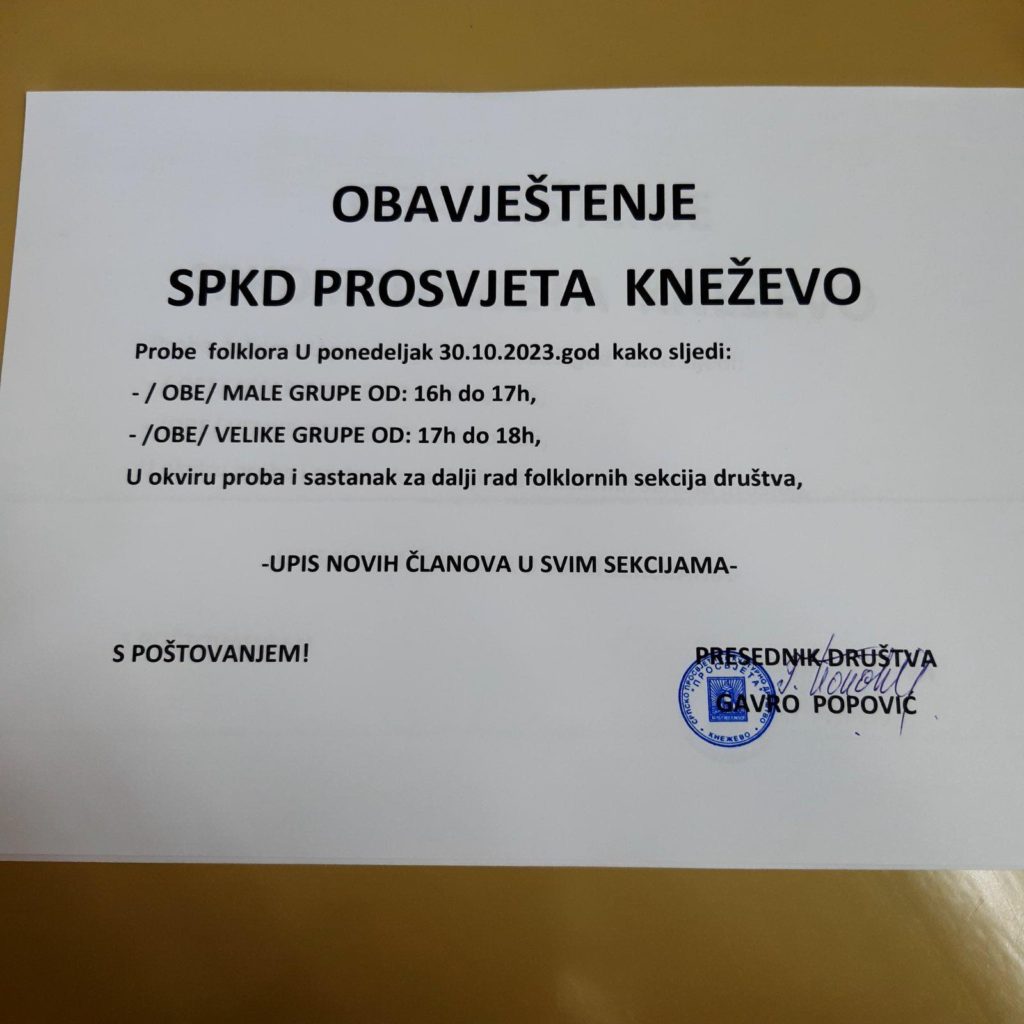 OBAVJEŠTENJE
SPKD PROSVJETA KNEŽEVO
Probe folklora U ponedeljak 30.10.2023.god kako sljedi:
- / OBE/ MALE GRUPE OD: 16h do 17h,
- /OBE/ VELIKE GRUPE OD: 17h do 18h,
U okviru proba i sastanak za dalji rad folklornih sekcija društva,
-UPIS NOVIH ČLANOVA U SVIM SEKCIJAMA-
S POŠTOVANJEM!
PRESEDNIK DRUŠTVA
GAVRO POPOVIĆ
ПРОСВЈЕТА
КНЕЖЕВО